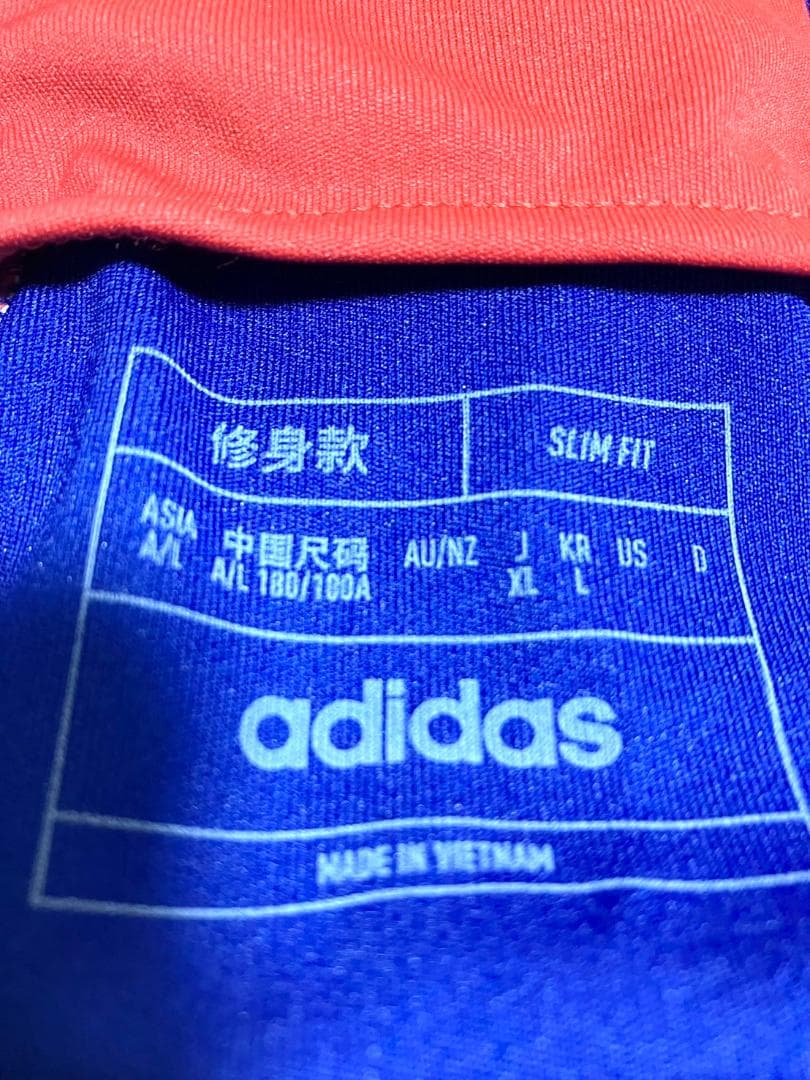 修身款 SLIM FIT
ASIA 中国尺码 AU/NZ J KR US D
A/L A/L 180/100A XL L
adidas
MADE IN VIETNAM